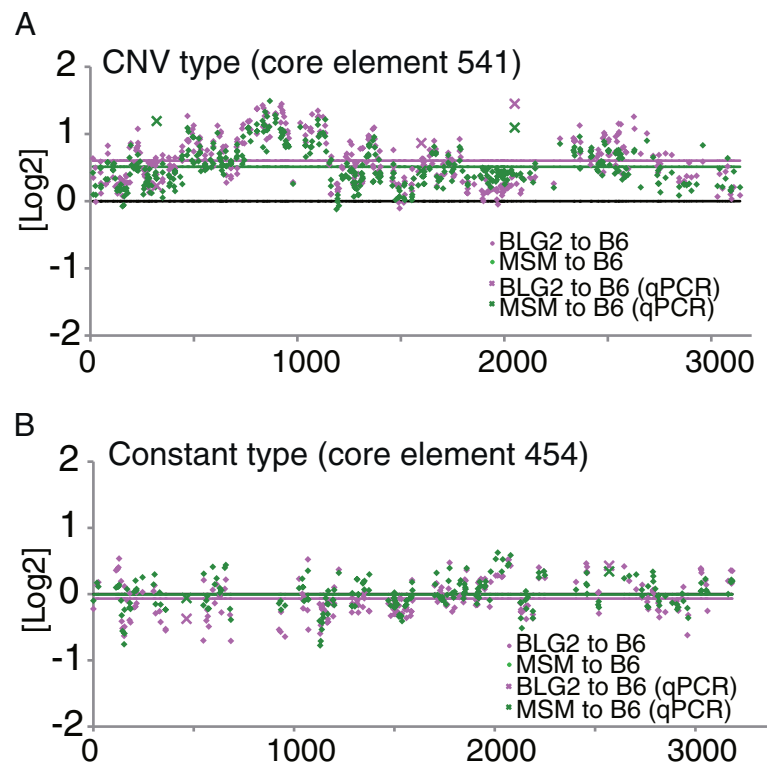 A
CNV type (core element 541)
[Log2]
2
1
0
-1
-2
BLG2 to B6
MSM to B6
BLG2 to B6 (qPCR)
MSM to B6 (qPCR)
0 1000 2000 3000
B
Constant type (core element 454)
[Log2]
2
1
0
-1
-2
BLG2 to B6
MSM to B6
BLG2 to B6 (qPCR)
MSM to B6 (qPCR)
0 1000 2000 3000